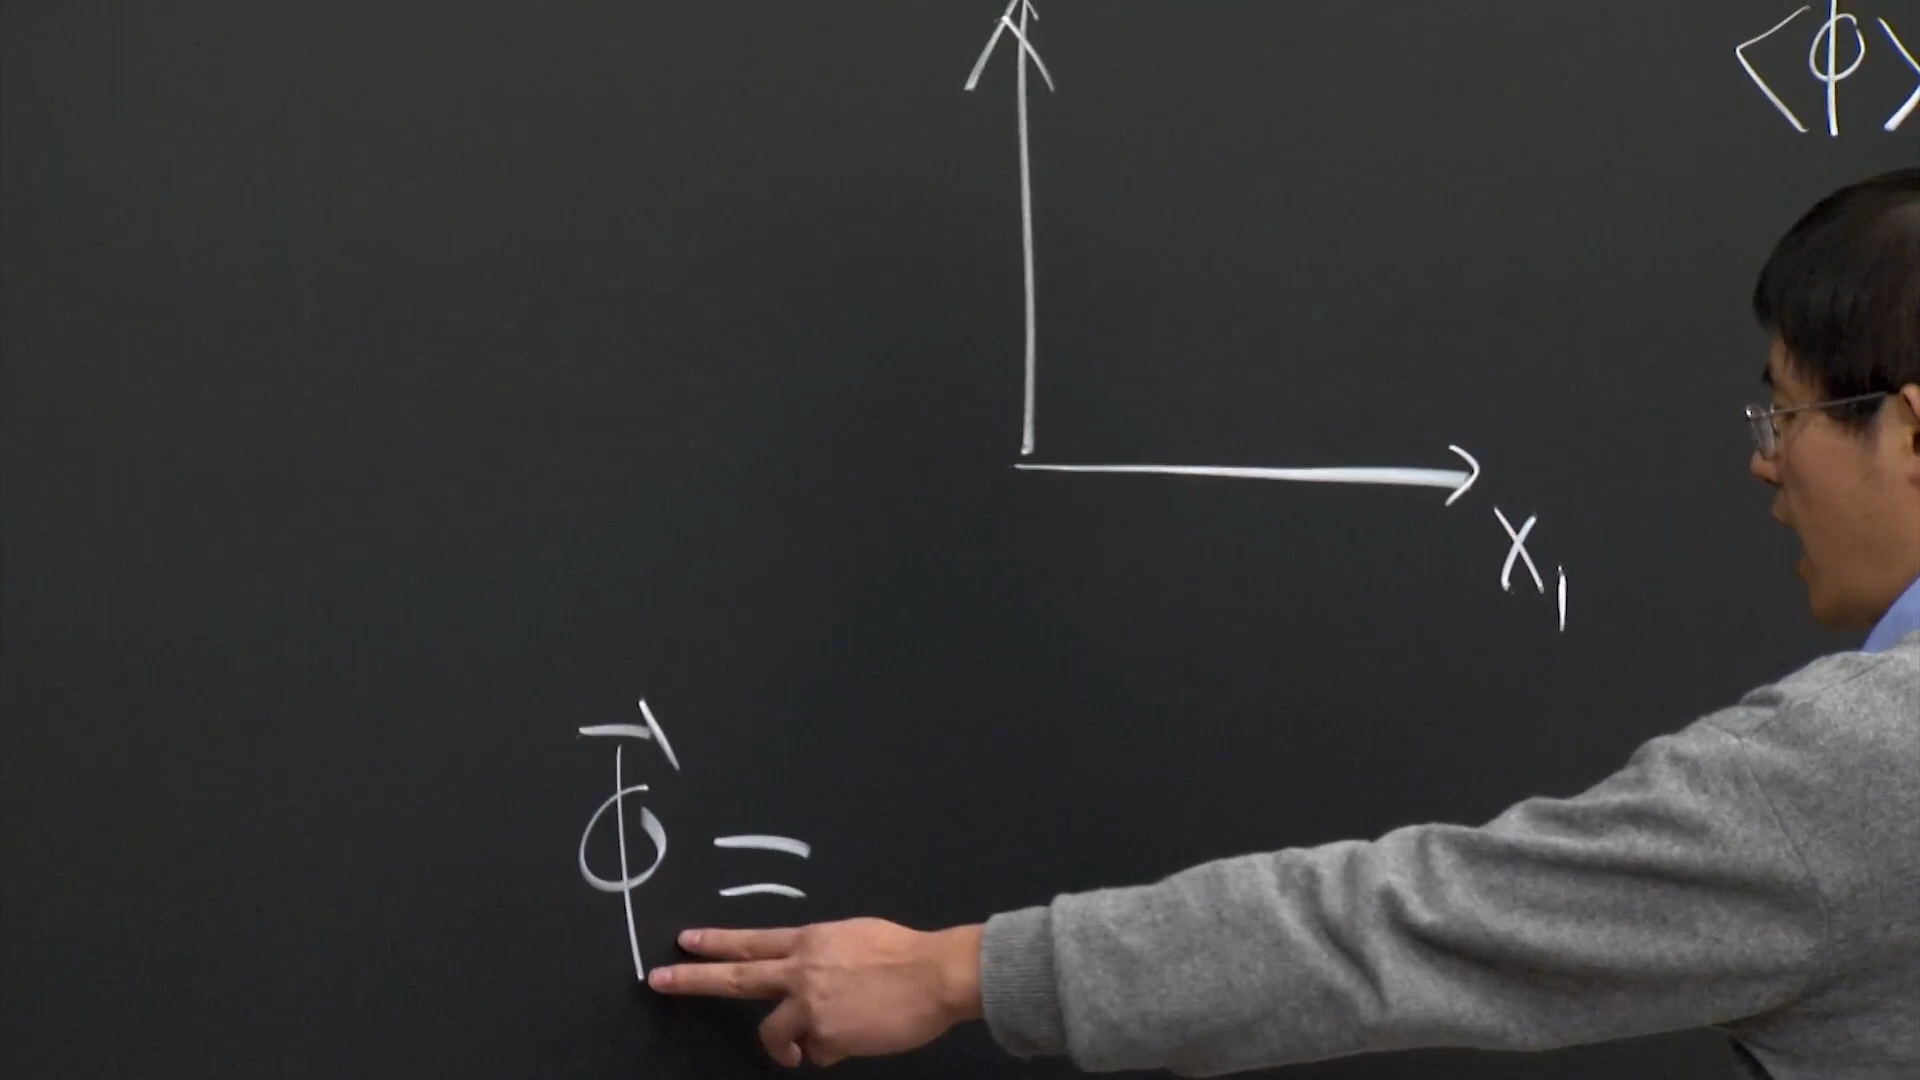 ⟨ϕ⟩
x₁
ϕ⃗ =